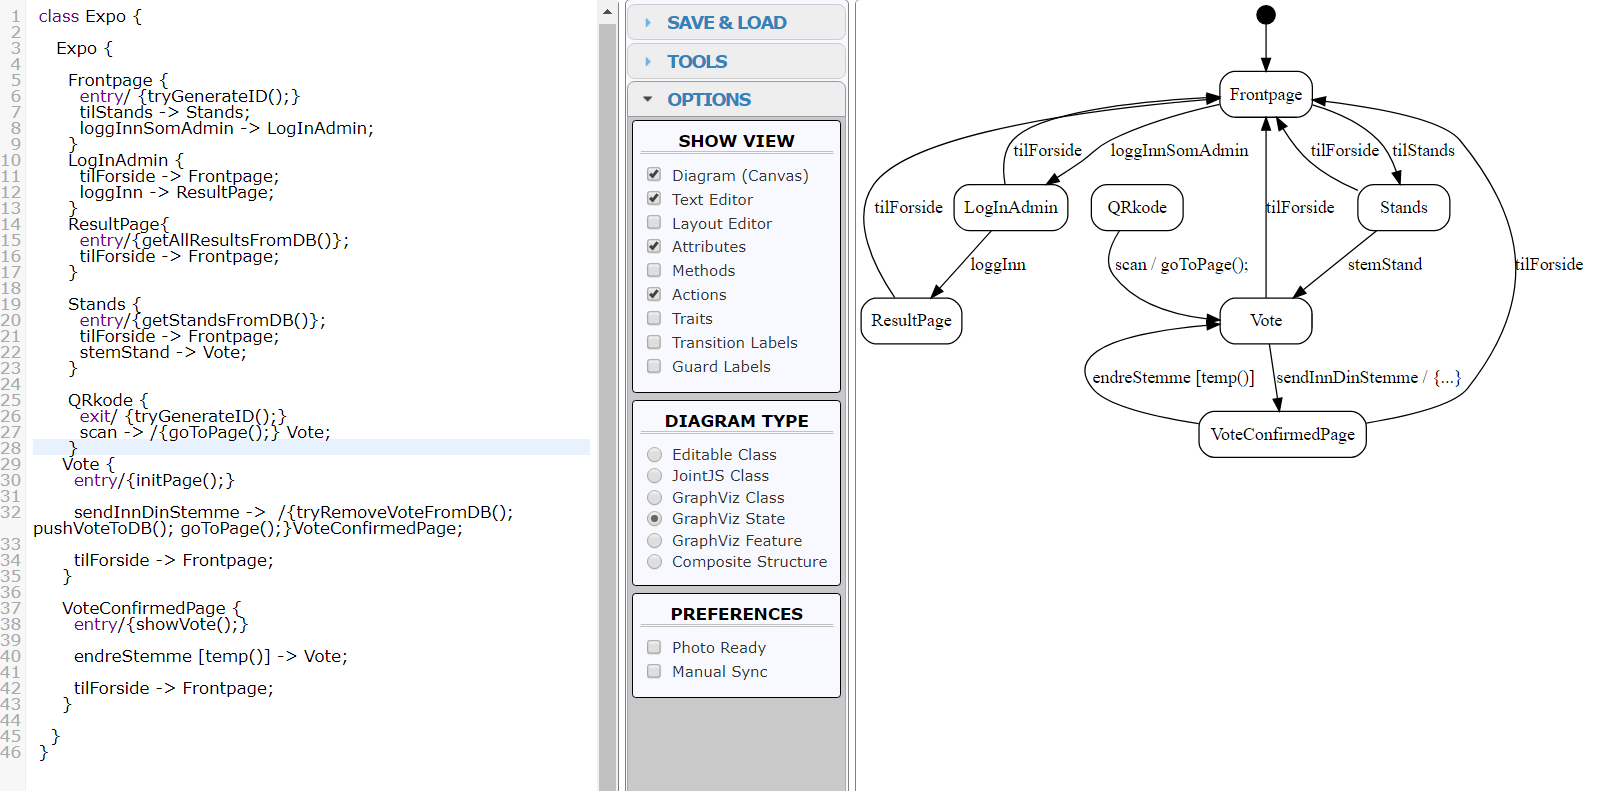 1 class Expo {
2
3 Expo {
4
5 Frontpage {
6 entry/ {tryGenerateID();}
7 tilStands -> Stands;
8 loggInnSomAdmin -> LogInAdmin;
9 }
10 LogInAdmin {
11 tilForside -> Frontpage;
12 loggInn -> ResultPage;
13 }
14 ResultPage{
15 entry/{getAllResultsFromDB()};
16 tilForside -> Frontpage;
17 }
18
19 Stands {
20 entry/{getStandsFromDB()};
21 tilForside -> Frontpage;
22 stemStand -> Vote;
23 }
24
25 QRkode {
26 exit/ {tryGenerateID();}
27 scan -> /{goToPage();} Vote;
28 }
29 Vote {
30 entry/{initPage();}
31
32 sendInnDinStemme -> /{tryRemoveVoteFromDB();
pushVoteToDB(); goToPage();}VoteConfirmedPage;
33
34 tilForside -> Frontpage;
35 }
36
37 VoteConfirmedPage {
38 entry/{showVote();}
39
40 endreStemme [temp()] -> Vote;
41
42 tilForside -> Frontpage;
43 }
44
45 }
46 }
SAVE & LOAD
TOOLS
OPTIONS
SHOW VIEW
Diagram (Canvas)
Text Editor
Layout Editor
Attributes
Methods
Actions
Traits
Transition Labels
Guard Labels
DIAGRAM TYPE
Editable Class
JointJS Class
GraphViz Class
GraphViz State
GraphViz Feature
Composite Structure
PREFERENCES
Photo Ready
Manual Sync
Frontpage
tilForside loggInnSomAdmin tilForside tilStands
tilForside LogInAdmin QRkode tilForside Stands
loggInn scan / goToPage(); stemStand tilForside
ResultPage Vote
endreStemme [temp()] sendInnDinStemme / {...}
VoteConfirmedPage